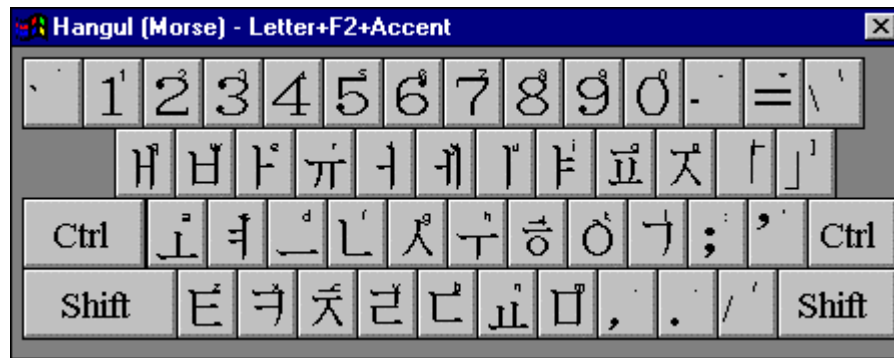 Hangul (Morse) - Letter+F2+Accent
` 1 2 3 4 5 6 7 8 9 0 - = \
ㅐ ㅂ ㅏ ㅠ ㅓ ㅔ ㅣ ㅑ ㅍ ㅈ 「 」
Ctrl ㅗ ㅕ ㅡ ㄴ ㅅ ㅜ ㅎ ㅇ ㄱ ; ’ Ctrl
Shift ㅌ ㅋ ㅊ ㄹ ㄷ ㅛ ㅁ , . / Shift